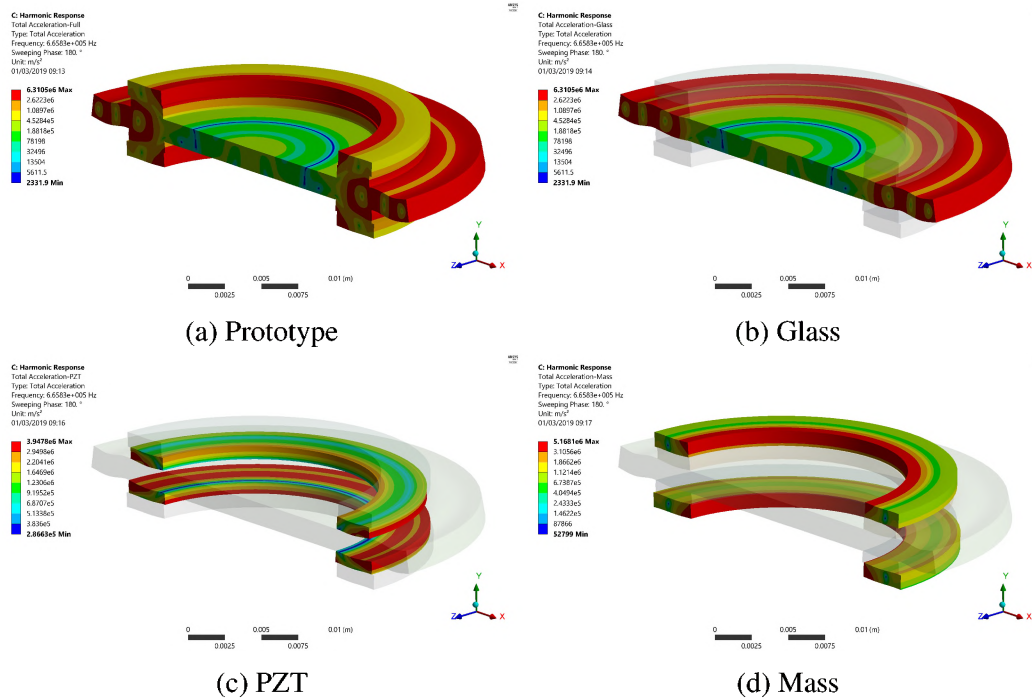 C: Harmonic Response
Total Acceleration-Full
Type: Total Acceleration
Frequency: 6.6583e+005 Hz
Sweeping Phase: 180. °
Unit: m/s²
01/03/2019 09:13
6.3105e6 Max
2.6223e6
1.0897e6
4.5284e5
1.8818e5
78198
32496
13504
5611.5
2331.9 Min
Y
Z
X
0
0.005
0.01 (m)
0.0025
0.0075
(a) Prototype
C: Harmonic Response
Total Acceleration-Glass
Type: Total Acceleration
Frequency: 6.6583e+005 Hz
Sweeping Phase: 180. °
Unit: m/s²
01/03/2019 09:14
6.3105e6 Max
2.6223e6
1.0897e6
4.5284e5
1.8818e5
78198
32496
13504
5611.5
2331.9 Min
Y
Z
X
0
0.005
0.01 (m)
0.0025
0.0075
(b) Glass
C: Harmonic Response
Total Acceleration-PZT
Type: Total Acceleration
Frequency: 6.6583e+005 Hz
Sweeping Phase: 180. °
Unit: m/s²
01/03/2019 09:16
3.9478e6 Max
2.9498e6
2.2041e6
1.6469e6
1.2306e6
9.1952e5
6.8707e5
5.1338e5
3.836e5
2.8663e5 Min
Y
Z
X
0
0.005
0.01 (m)
0.0025
0.0075
(c) PZT
C: Harmonic Response
Total Acceleration-Mass
Type: Total Acceleration
Frequency: 6.6583e+005 Hz
Sweeping Phase: 180. °
Unit: m/s²
01/03/2019 09:17
5.1681e6 Max
3.1056e6
1.8662e6
1.1214e6
6.7387e5
4.0494e5
2.4333e5
1.4622e5
87866
52799 Min
Y
Z
X
0
0.005
0.01 (m)
0.0025
0.0075
(d) Mass